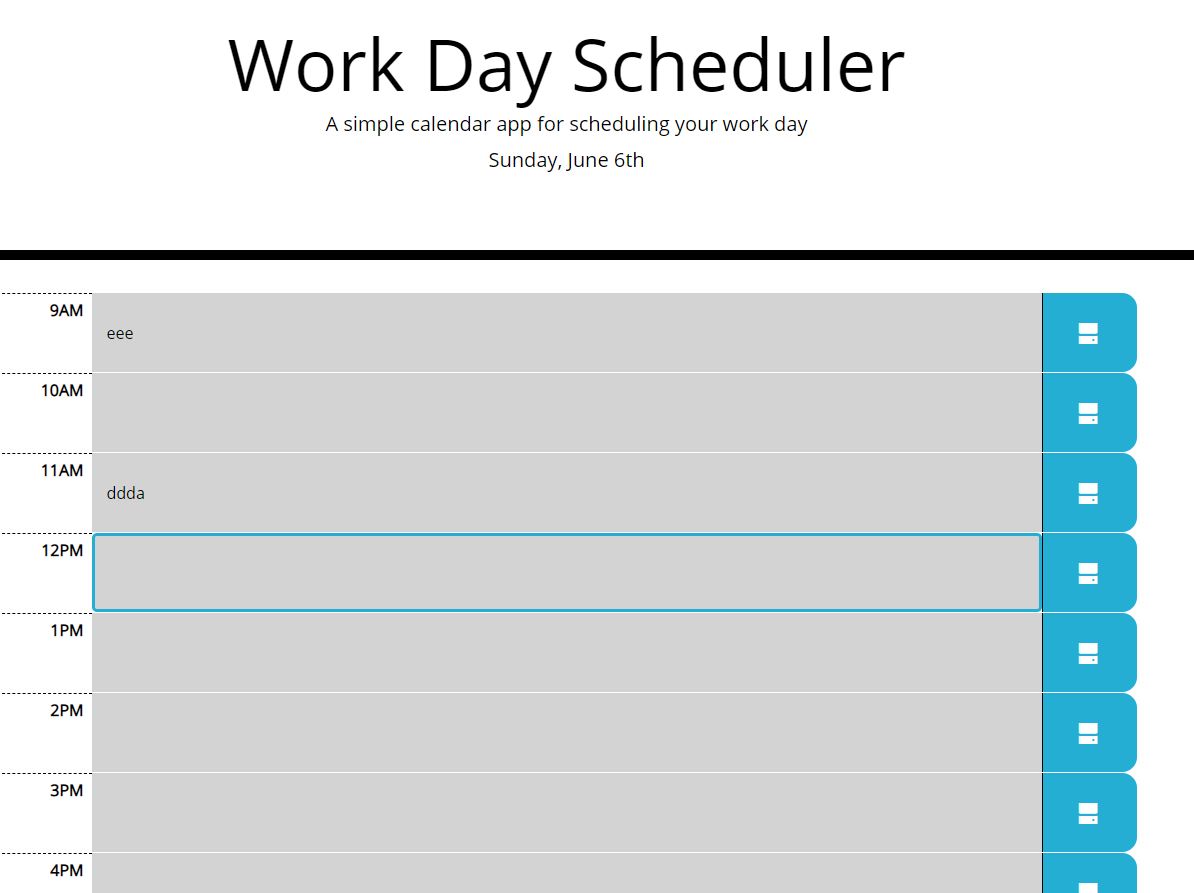 Work Day Scheduler
A simple calendar app for scheduling your work day
Sunday, June 6th
9AM
eee
10AM
11AM
ddda
12PM
1PM
2PM
3PM
4PM